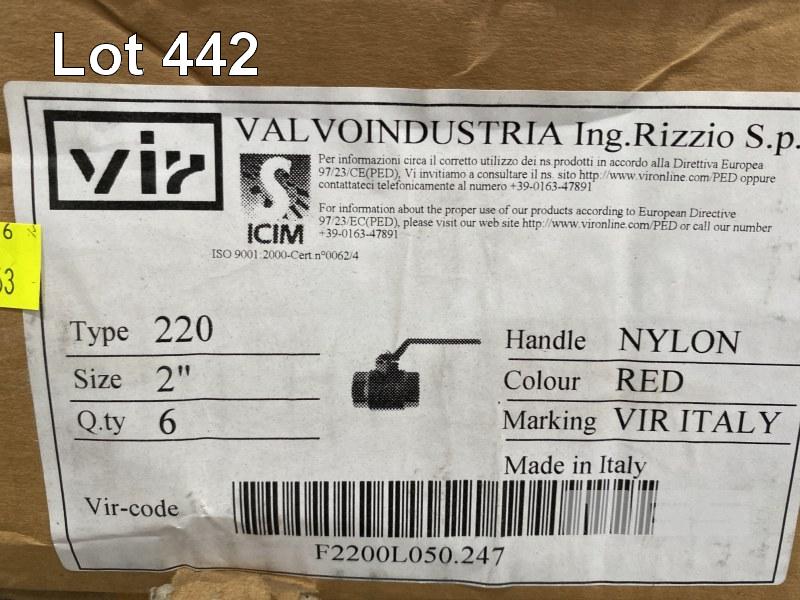 Lot 442
vir
VALVOINDUSTRIA Ing.Rizzio S.p.
Per informazioni circa il corretto utilizzo dei ns.prodotti in accordo alla Direttiva Europea
97/23/CE(PED), Vi invitiamo a consultare il ns. sito http://www.vironline.com/PED oppure
contattateci telefonicamente al numero +39-0163-47891
For information about the proper use of our products according to European Directive
97/23/EC(PED), please visit our web site http://www.vironline.com/PED or call our number
+39-0163-47891
ICIM
ISO 9001:2000-Cert.n°0062/4
6
53
Type 220
Size 2"
Q.ty 6
Handle NYLON
Colour RED
Marking VIR ITALY
Made in Italy
Vir-code
F2200L050.247